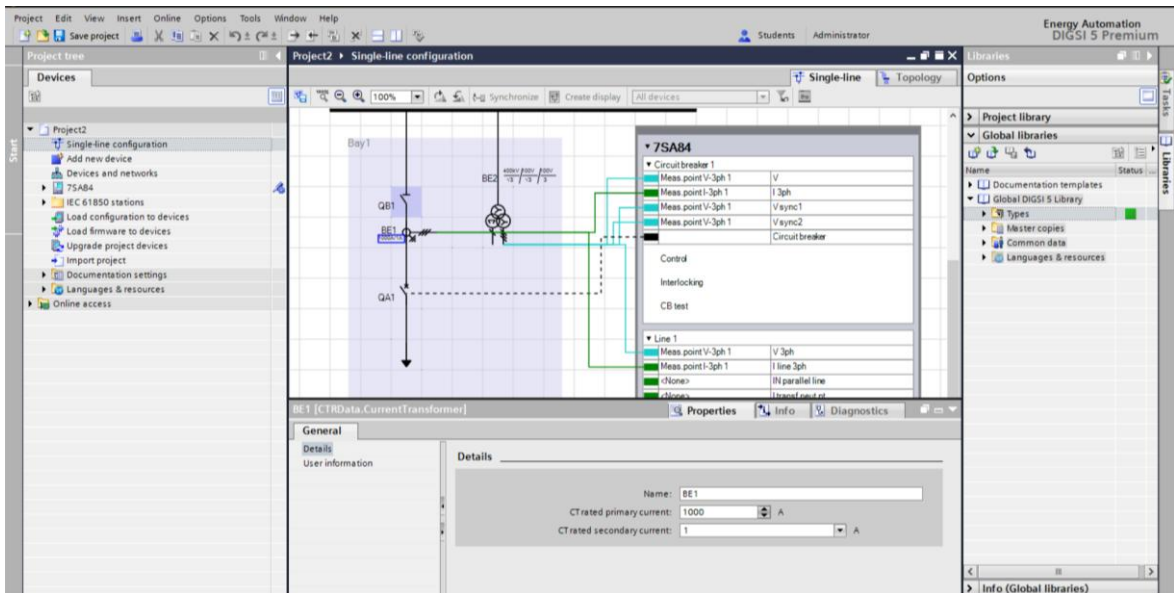 Project Edit View Insert Online Options Tools Window Help
Energy Automation
DIGSI 5 Premium
Save project
Students Administrator
Project tree
Project2 Single-line configuration
Libraries
Devices
Single-line Topology
Options
100%
Synchronize Create display All devices
Tasks
Libraries
Start
Project2
Single-line configuration
Add new device
Devices and networks
7SA84
IEC 61850 stations
Load configuration to devices
Load firmware to devices
Upgrade project devices
Import project
Documentation settings
Languages & resources
Online access
Bay1
QB1
BE1
BE2
QA1
7SA84
Circuit breaker 1
Meas.point V-3ph 1 V
Meas.point I-3ph 1 I 3ph
Meas.point V-3ph 1 V sync1
Meas.point V-3ph 1 V sync2
Circuit breaker
Control
Interlocking
CB test
Line 1
Meas.point V-3ph 1 V 3ph
Meas.point I-3ph 1 I line 3ph
<None> IN parallel line
Project library
Global libraries
Name Status
Documentation templates
Global DIGSI 5 Library
Types
Master copies
Common data
Languages & resources
BE1 [CTRData.CurrentTransformer]
Properties Info Diagnostics
General
Details
User information
Details
Name: BE1
CT rated primary current: 1000 A
CT rated secondary current: 1 A
Info (Global libraries)